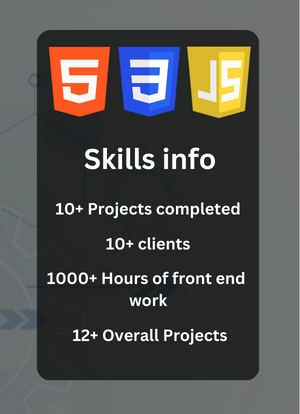 5 3 JS
Skills info
10+ Projects completed
10+ clients
1000+ Hours of front end
work
12+ Overall Projects